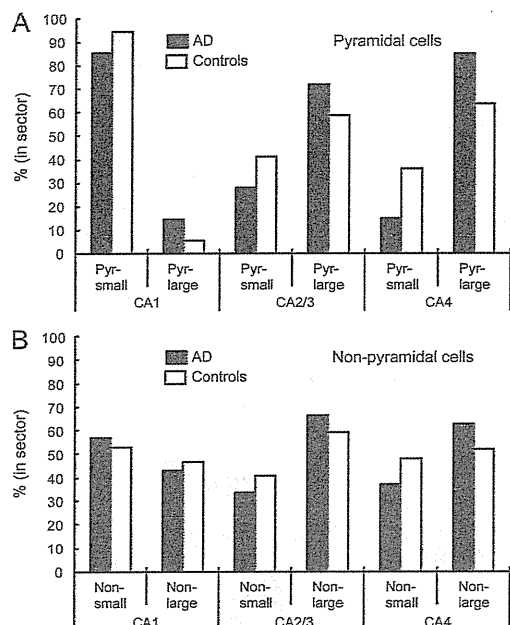 A
% (in sector)
100
90
80
70
60
50
40
30
20
10
0
AD
Controls
Pyramidal cells
Pyr-small Pyr-large Pyr-small Pyr-large Pyr-small Pyr-large
CA1 CA2/3 CA4
B
% (in sector)
100
90
80
70
60
50
40
30
20
10
0
AD
Controls
Non-pyramidal cells
Non-small Non-large Non-small Non-large Non-small Non-large
CA1 CA2/3 CA4